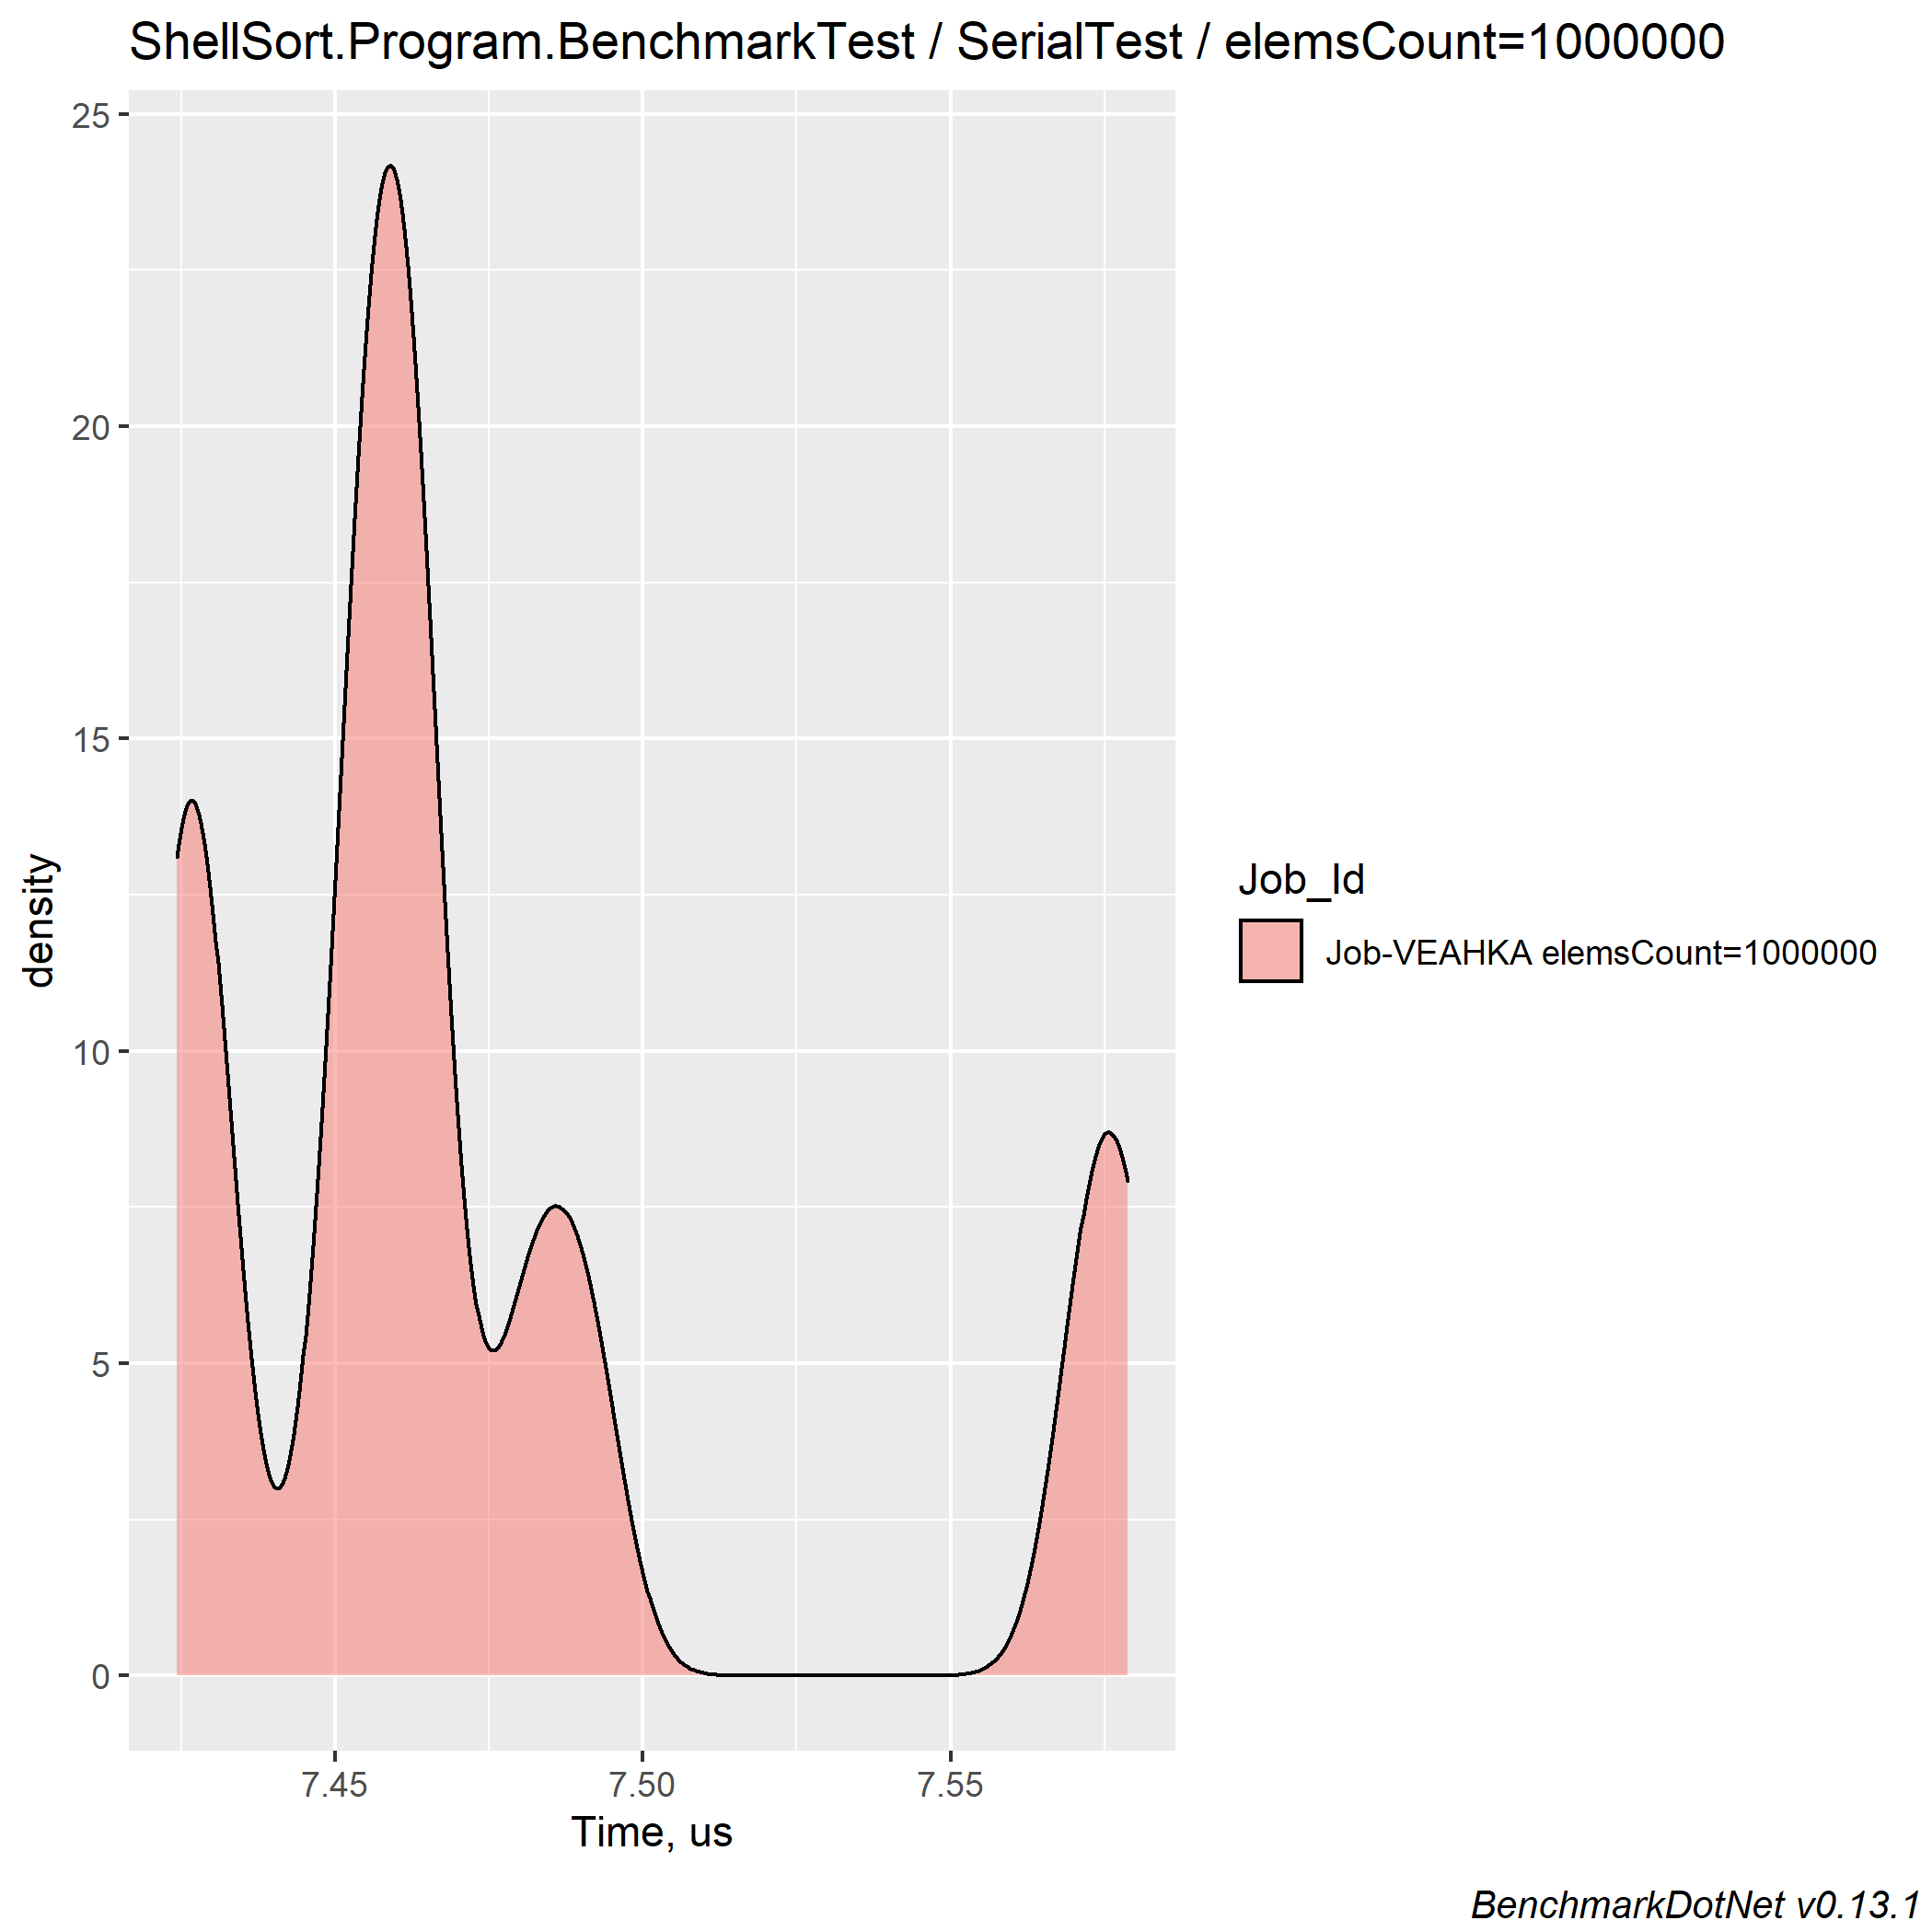 ShellSort.Program.BenchmarkTest / SerialTest / elemsCount=1000000
25
20
15
10
5
0
density
7.45 7.50 7.55
Time, us
Job_Id
Job-VEAHKA elemsCount=1000000
BenchmarkDotNet v0.13.1